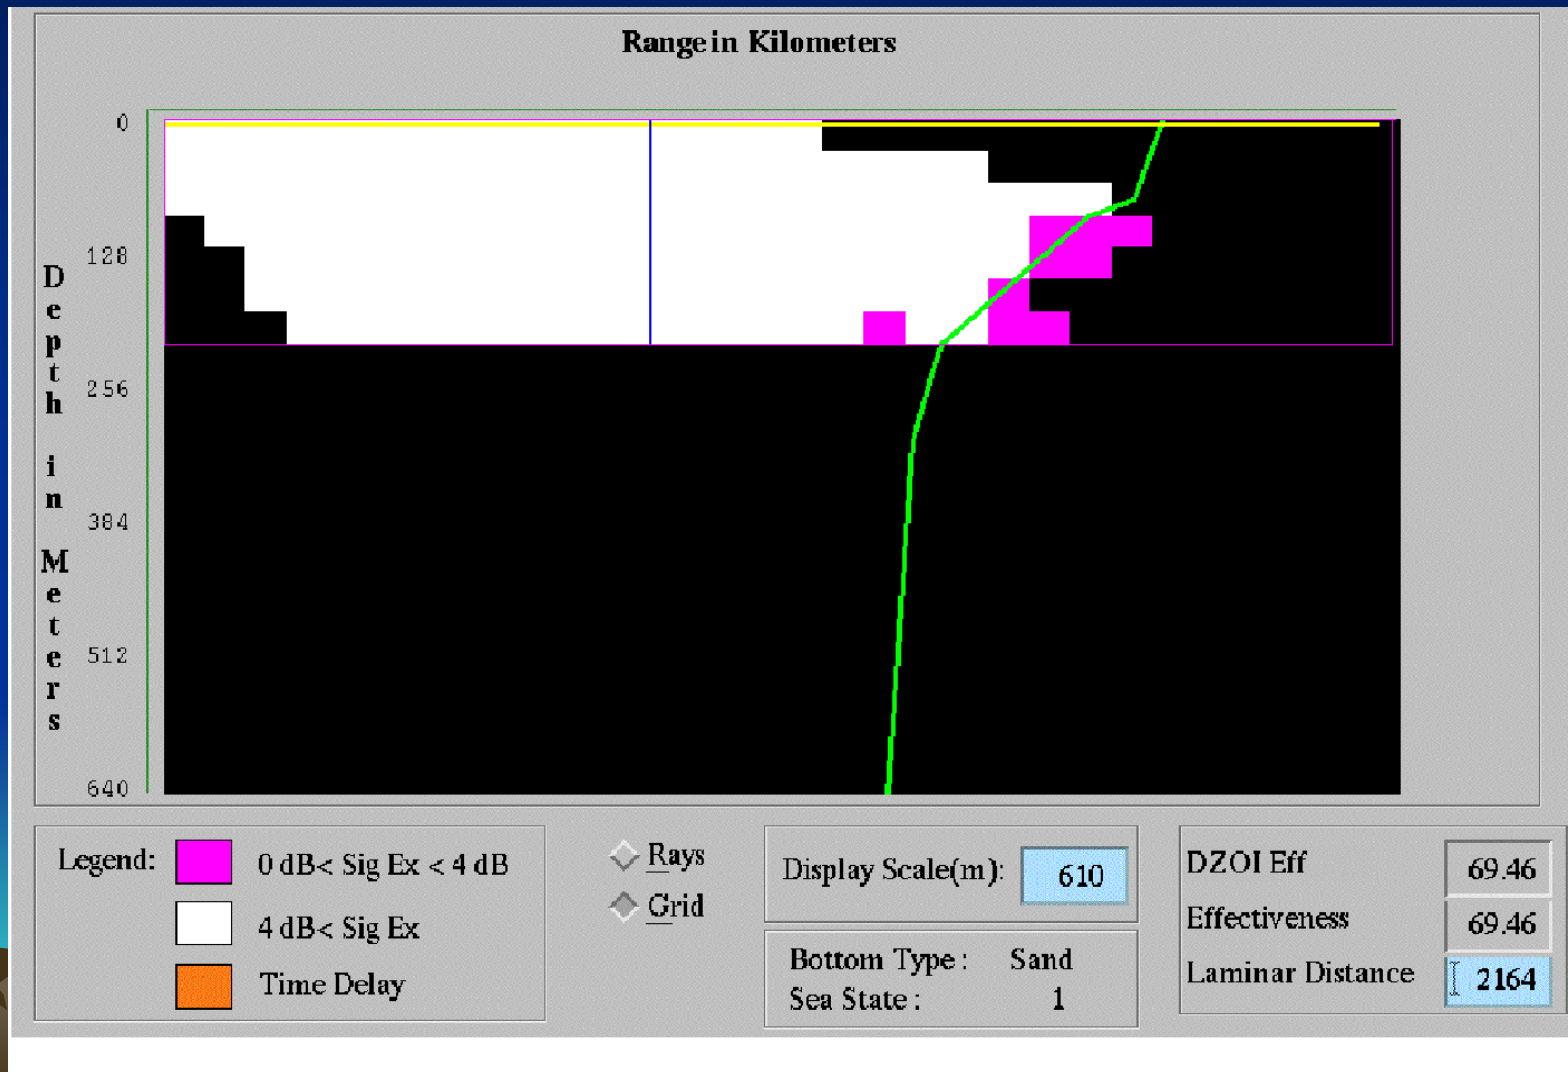 Range in Kilometers
0
128
256
384
512
640
Depth in Meters
Legend:
0 dB< Sig Ex < 4 dB
4 dB< Sig Ex
Time Delay
Rays
Grid
Display Scale(m): 610
Bottom Type : Sand
Sea State : 1
DZOI Eff 69.46
Effectiveness 69.46
Laminar Distance 2164